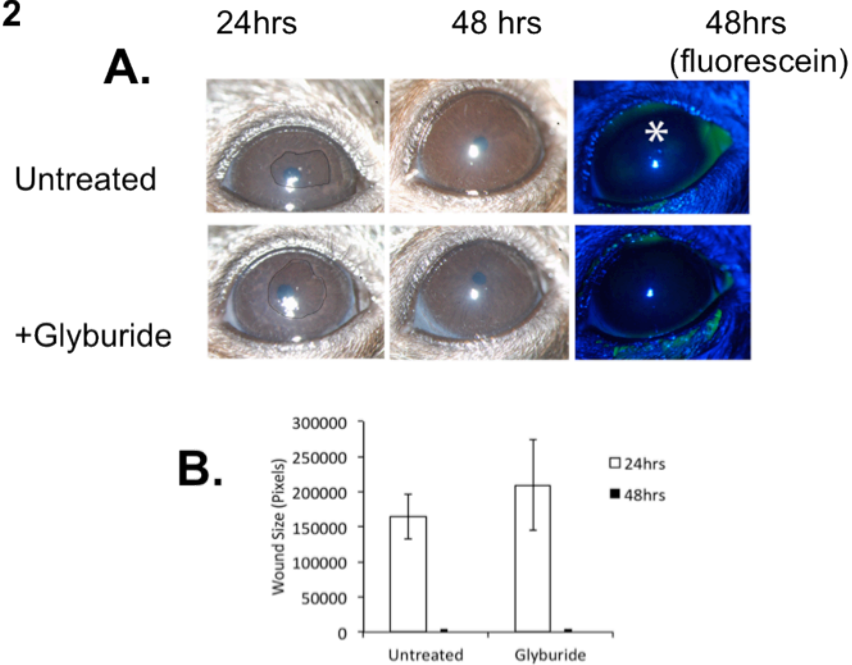 2
24hrs
48 hrs
48hrs
(fluorescein)
A.
Untreated
*
+Glyburide
B.
Wound Size (Pixels)
300000
250000
200000
150000
100000
50000
0
Untreated
Glyburide
24hrs
48hrs